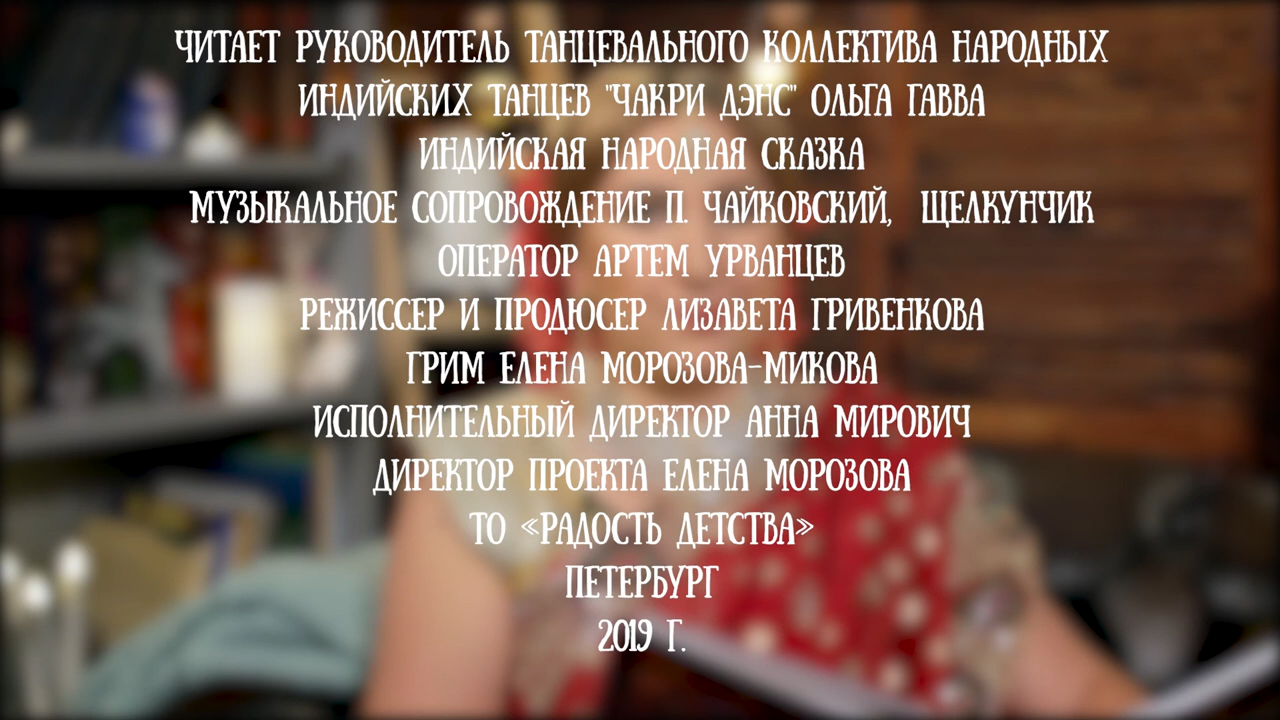 ЧИТАЕТ РУКОВОДИТЕЛЬ ТАНЦЕВАЛЬНОГО КОЛЛЕКТИВА НАРОДНЫХ
ИНДИЙСКИХ ТАНЦЕВ "ЧАКРИ ДЭНС" ОЛЬГА ГАВВА
ИНДИЙСКАЯ НАРОДНАЯ СКАЗКА
МУЗЫКАЛЬНОЕ СОПРОВОЖДЕНИЕ П. ЧАЙКОВСКИЙ, ЩЕЛКУНЧИК
ОПЕРАТОР АРТЕМ УРВАНЦЕВ
РЕЖИССЕР И ПРОДЮСЕР ЛИЗАВЕТА ГРИВЕНКОВА
ГРИМ ЕЛЕНА МОРОЗОВА-МИКОВА
ИСПОЛНИТЕЛЬНЫЙ ДИРЕКТОР АННА МИРОВИЧ
ДИРЕКТОР ПРОЕКТА ЕЛЕНА МОРОЗОВА
ТО «РАДОСТЬ ДЕТСТВА»
ПЕТЕРБУРГ
2019 Г.